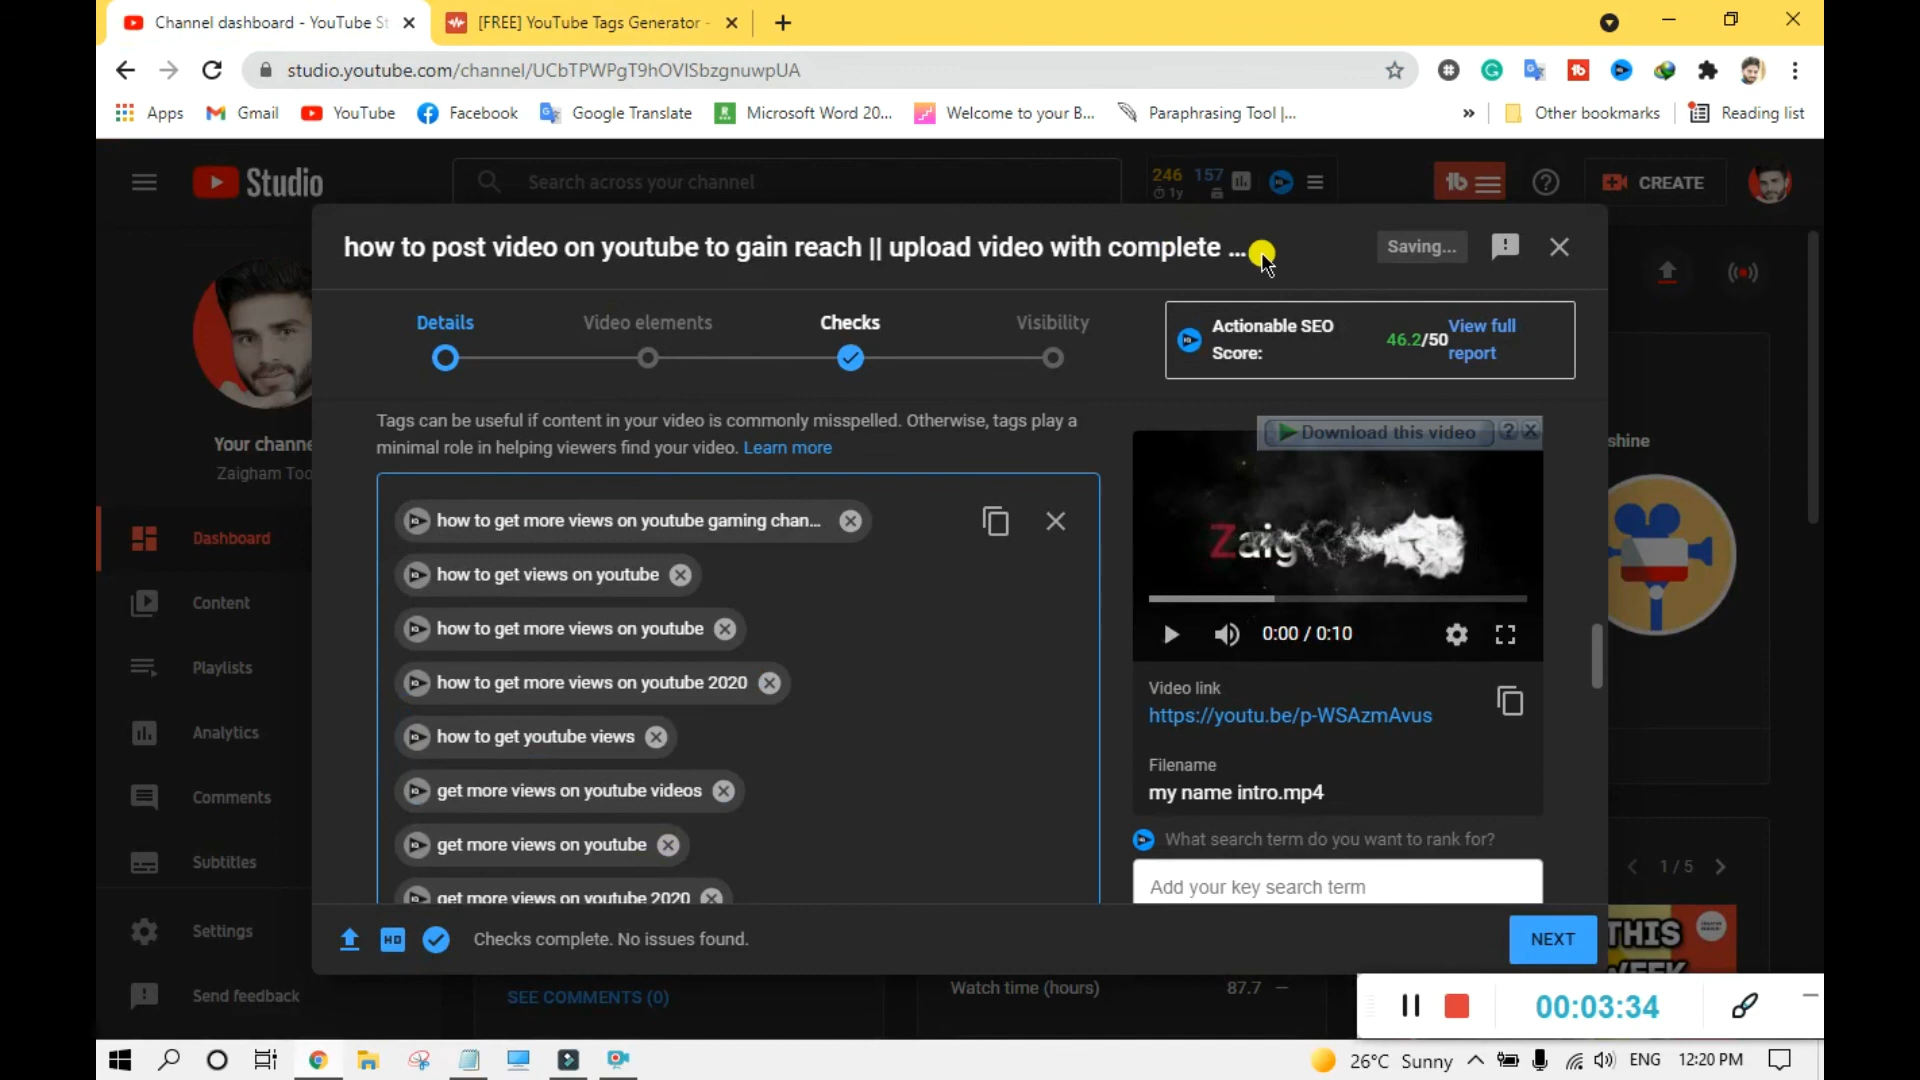 Channel dashboard - YouTube St
[FREE] YouTube Tags Generator -
studio.youtube.com/channel/UCbTPWPgT9hOVISbzgnuwpUA
Apps
Gmail
YouTube
Facebook
Google Translate
Microsoft Word 20...
Welcome to your B...
Paraphrasing Tool |...
»
Other bookmarks
Reading list
Studio
Search across your channel
246
1y
157
CREATE
how to post video on youtube to gain reach || upload video with complete ...
Saving...
Details
Video elements
Checks
Visibility
Actionable SEO
Score:
46.2/50
View full
report
Tags can be useful if content in your video is commonly misspelled. Otherwise, tags play a
minimal role in helping viewers find your video. Learn more
how to get more views on youtube gaming chan...
how to get views on youtube
how to get more views on youtube
how to get more views on youtube 2020
how to get youtube views
get more views on youtube videos
get more views on youtube
get more views on youtube 2020
Download this video
Zaig
0:00 / 0:10
Video link
https://youtu.be/p-WSAzmAvus
Filename
my name intro.mp4
What search term do you want to rank for?
Add your key search term
Your channe
Zaigham Too
Dashboard
Content
Playlists
Analytics
Comments
Subtitles
Settings
Send feedback
shine
1 / 5
THIS
WEEK
HD
Checks complete. No issues found.
NEXT
SEE COMMENTS (0)
Watch time (hours)
87.7 —
00:03:34
26°C Sunny
ENG
12:20 PM